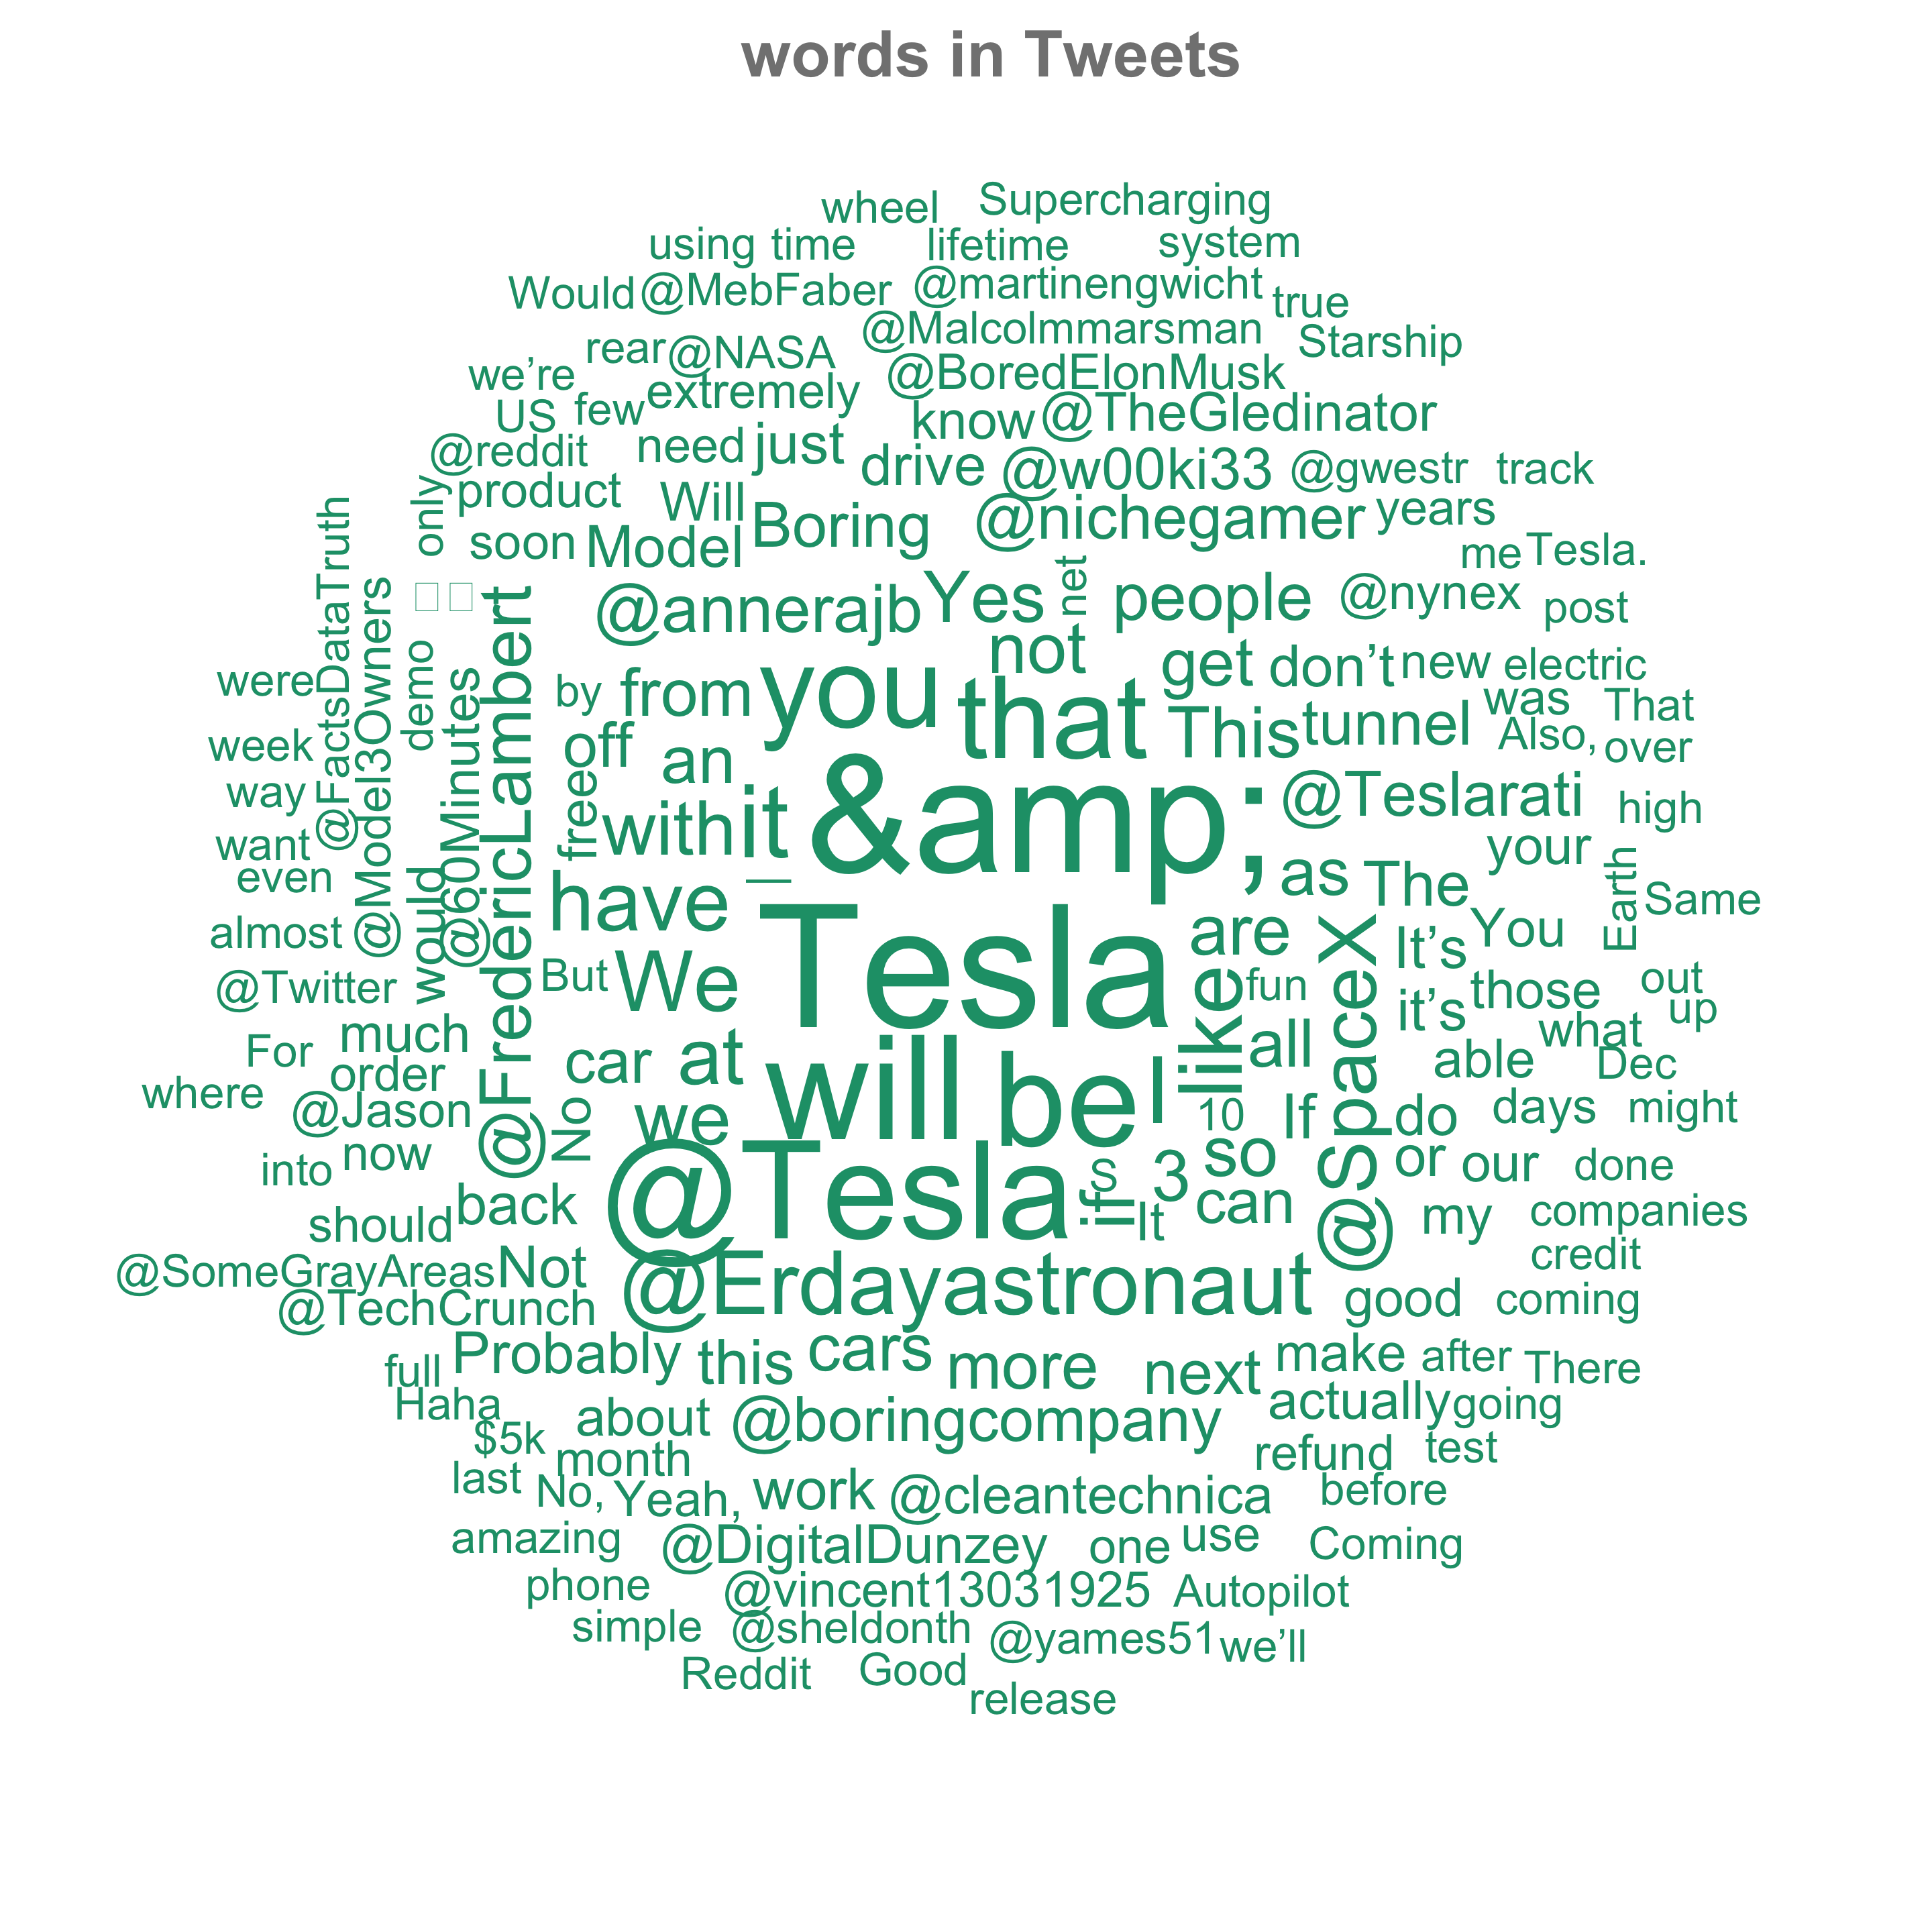 words in Tweets
wheel Supercharging
using time lifetime system
Would @MebFaber @martinengwicht true
@Malcolmmarsman Starship
rear @NASA
we’re extremely @BoredElonMusk
US few know @TheGledinator
@reddit need just drive @w00ki33 @gwestr track
only product Will Boring @nichegamer years
soon Model me Tesla.
@FactsDataTruth @Model3Owners @FredericLambert @annerajb Yes net people @nynex post
demo @60Minutes not get don’t new electric
were by from you that This tunnel was That
week off an Also, over
way free with it &amp; @Teslarati high
want your
even would have _ as The Earth Same
almost We Tesla are @SpaceX It’s You
@Twitter But like fun it’s those out
much what up
For car at will be I all able Dec
where order
@Jason No we 10 If do days might
now
into @Tesla if S 3 so or our done
should back It can my companies
@SomeGrayAreas Not @Erdayastronaut credit
@TechCrunch good coming
full Probably this cars more next make after There
Haha about @boringcompany actually going
$5k month refund test
last No, Yeah, work @cleantechnica before
amazing @DigitalDunzey one use Coming
phone @vincent13031925 Autopilot
simple @sheldonth @yames51 we’ll
Reddit Good
release